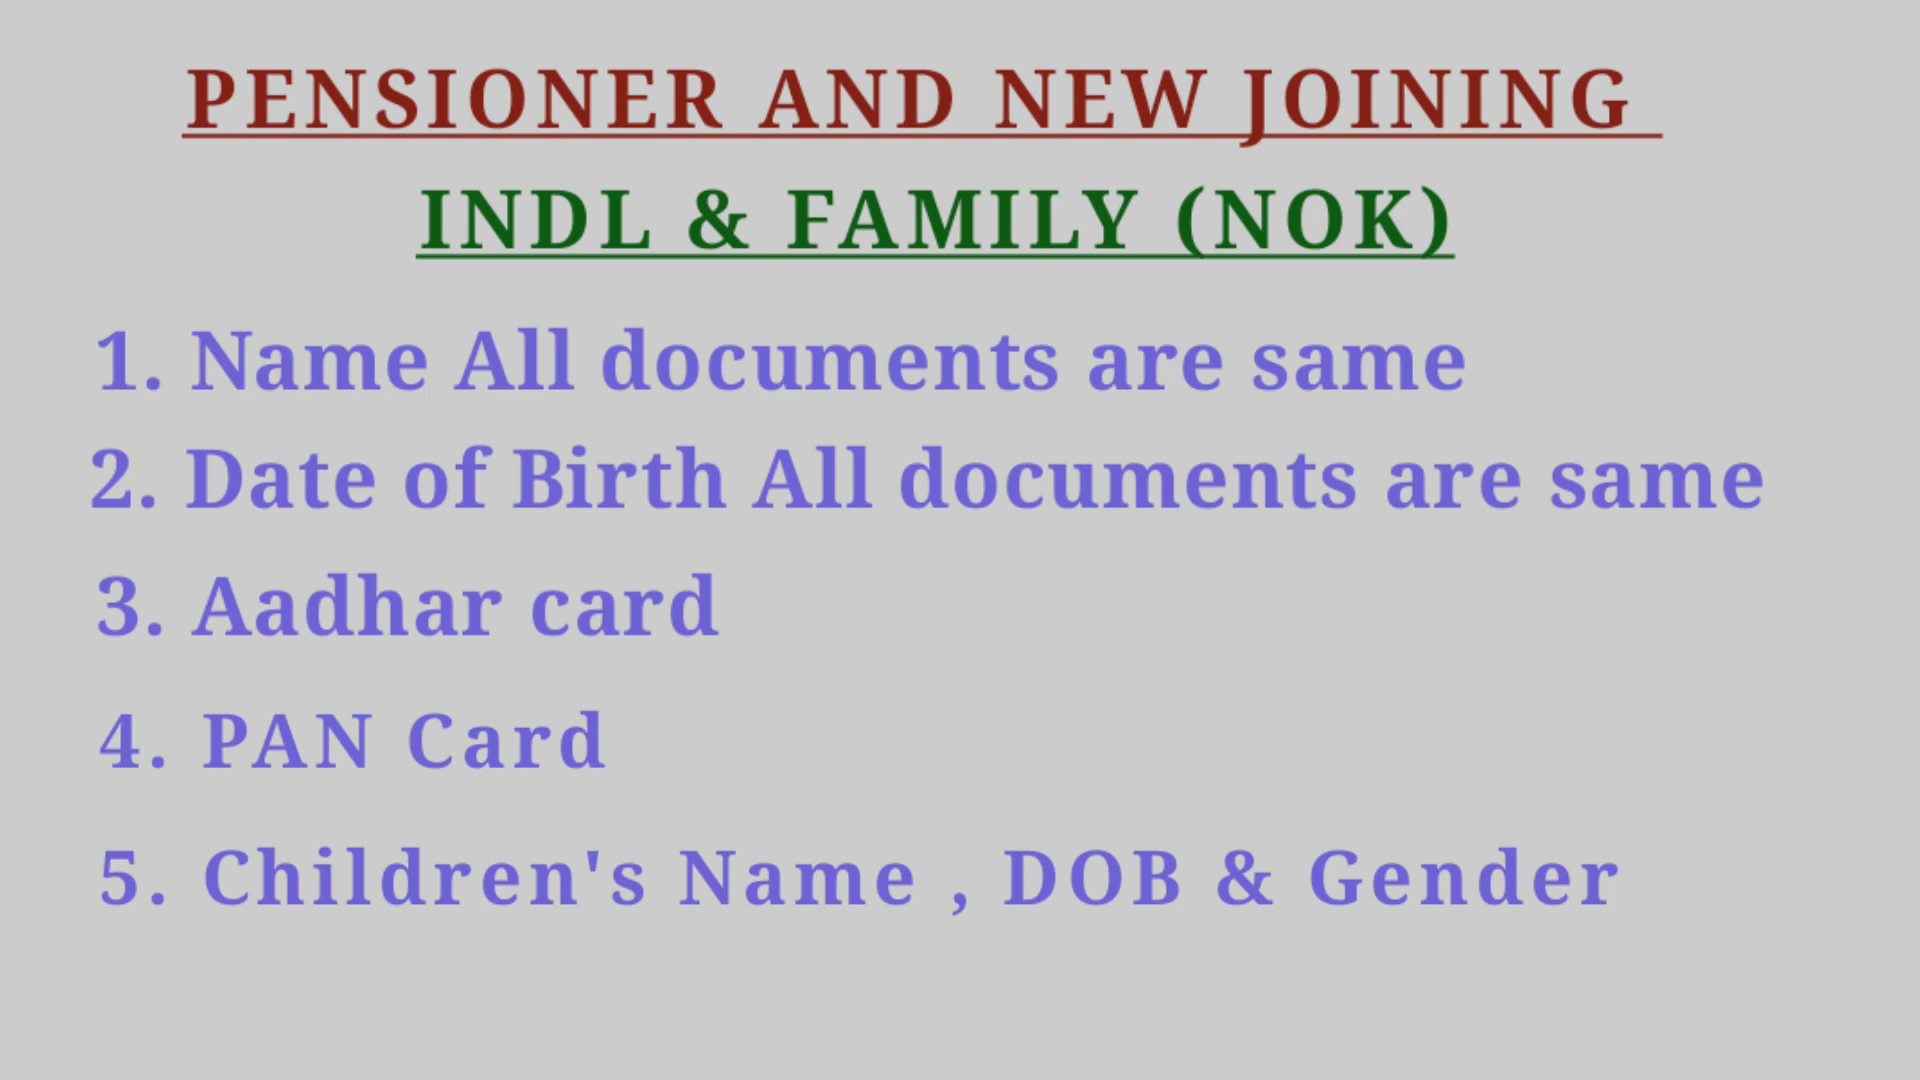 PENSIONER AND NEW JOINING
INDL & FAMILY (NOK)
1. Name All documents are same
2. Date of Birth All documents are same
3. Aadhar card
4. PAN Card
5. Children's Name , DOB & Gender